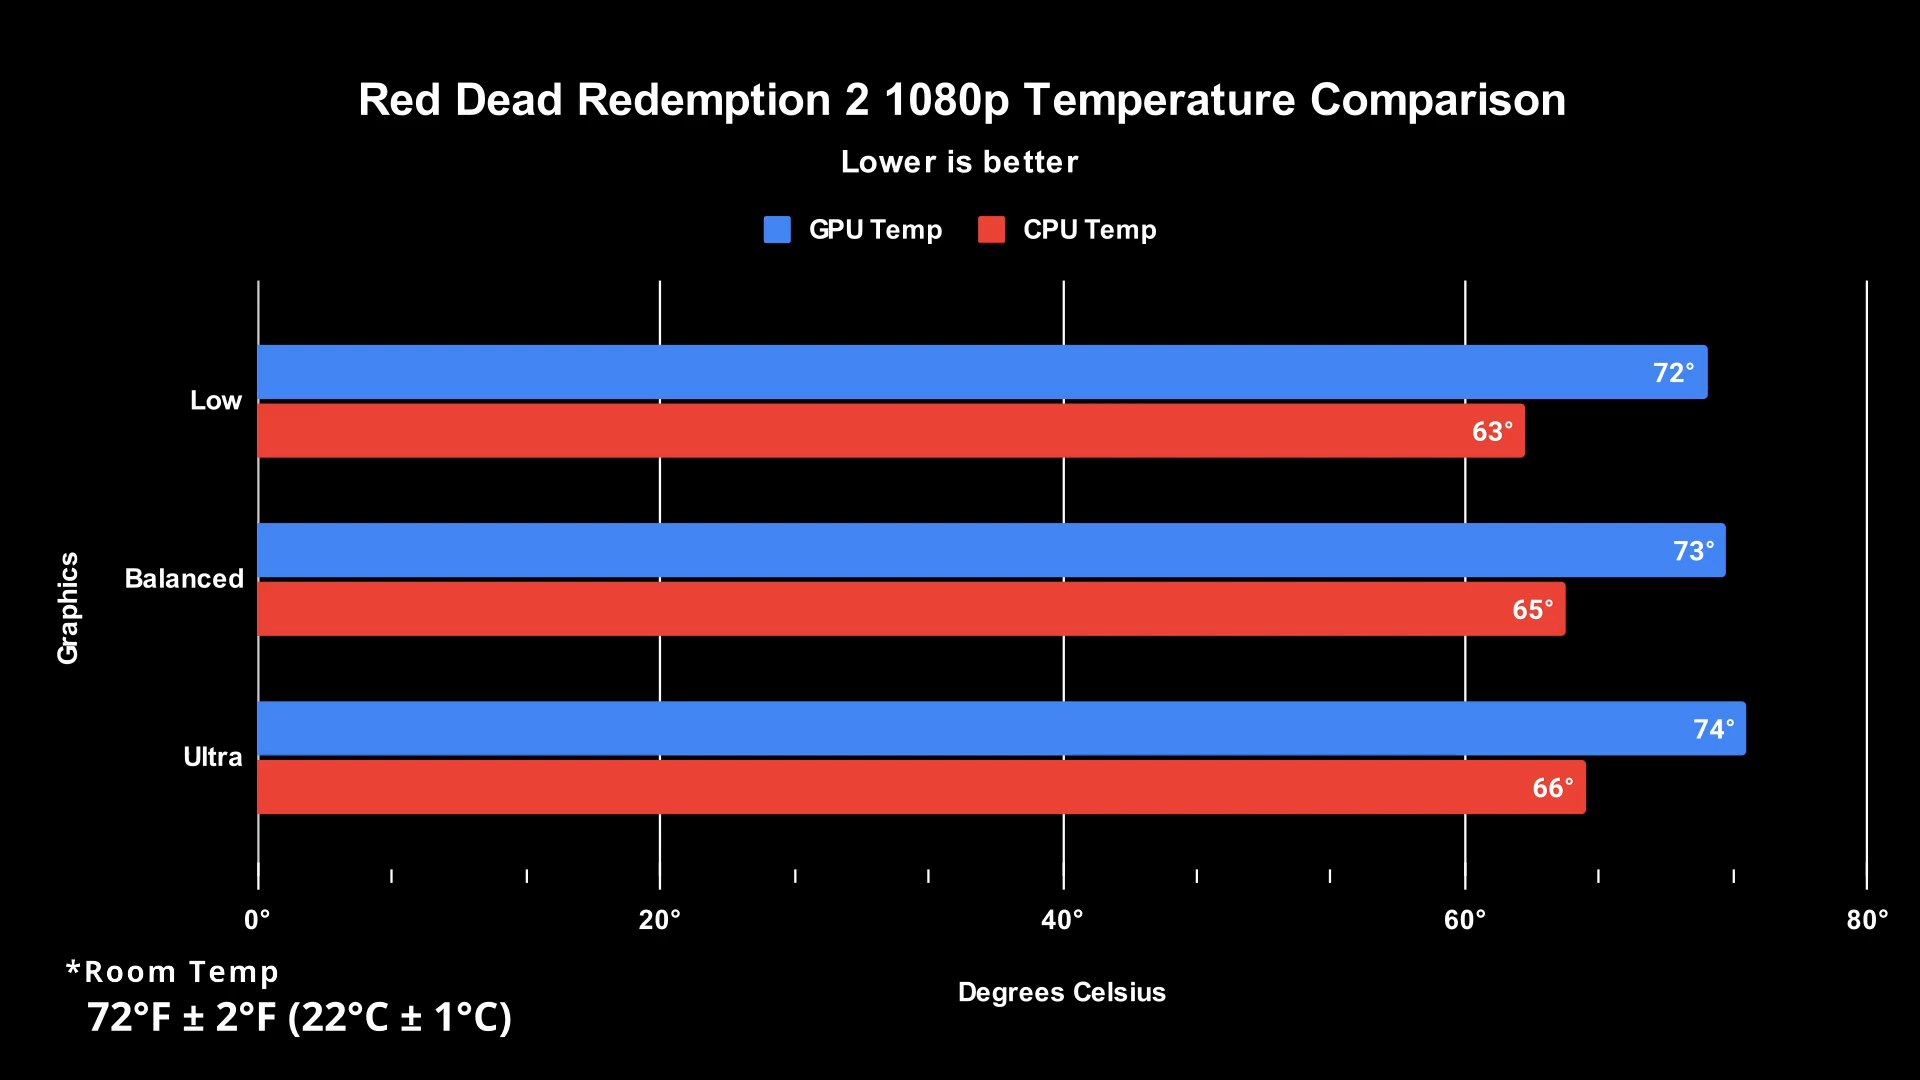 Red Dead Redemption 2 1080p Temperature Comparison
Lower is better
GPU Temp CPU Temp
Graphics
Low 72°
63°
Balanced 73°
65°
Ultra 74°
66°
0° 20° 40° 60° 80°
Degrees Celsius
*Room Temp
72°F ± 2°F (22°C ± 1°C)